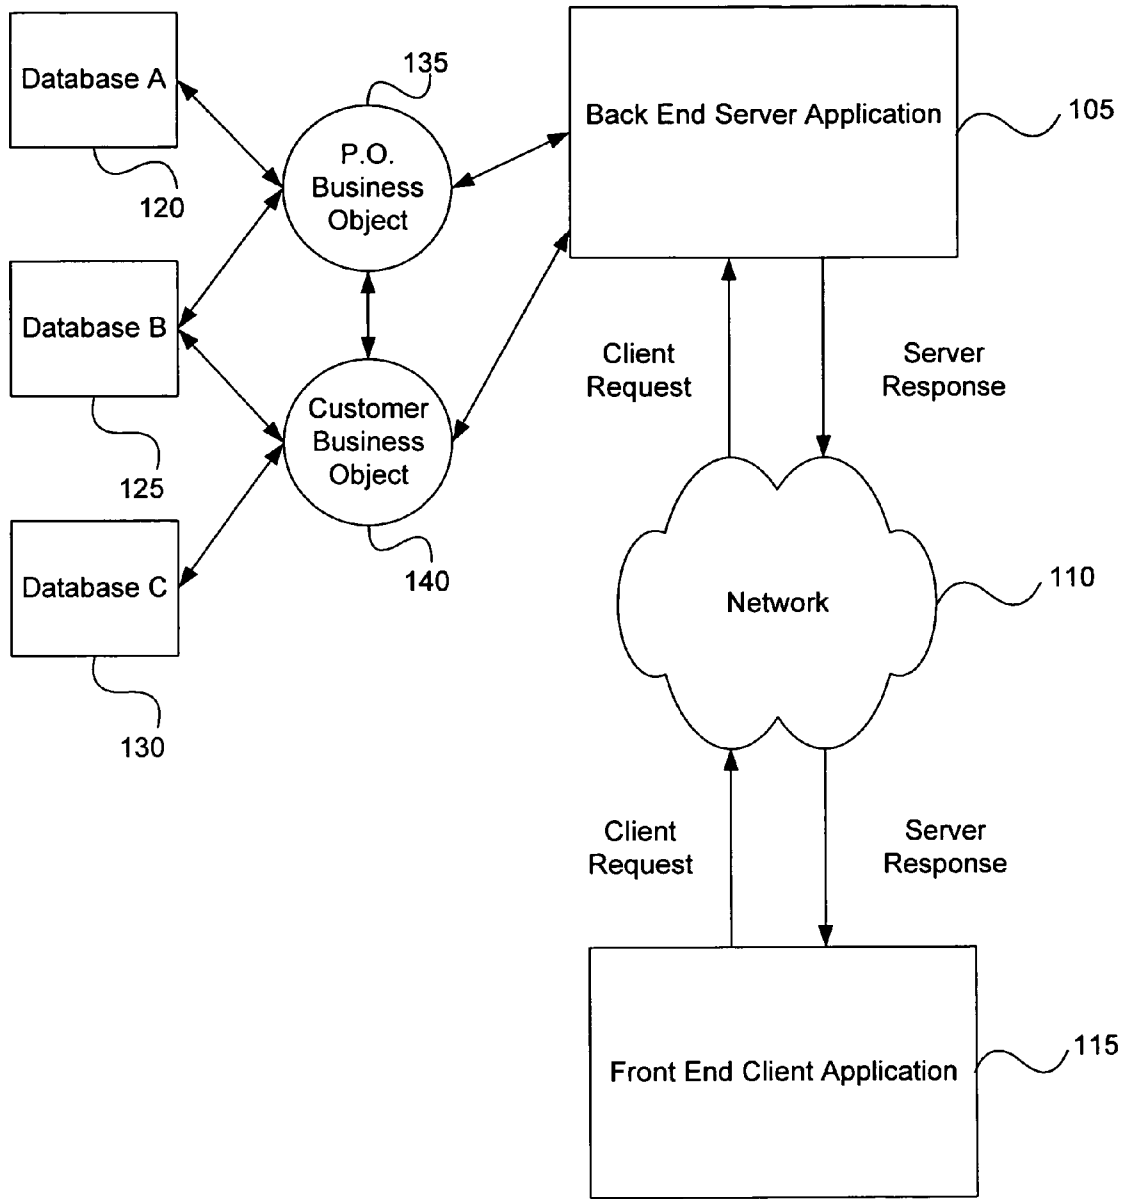 Database A
120
135
P.O.
Business
Object
Back End Server Application
105
Database B
125
Customer
Business
Object
140
Database C
130
Client
Request
Server
Response
Network
110
Client
Request
Server
Response
Front End Client Application
115